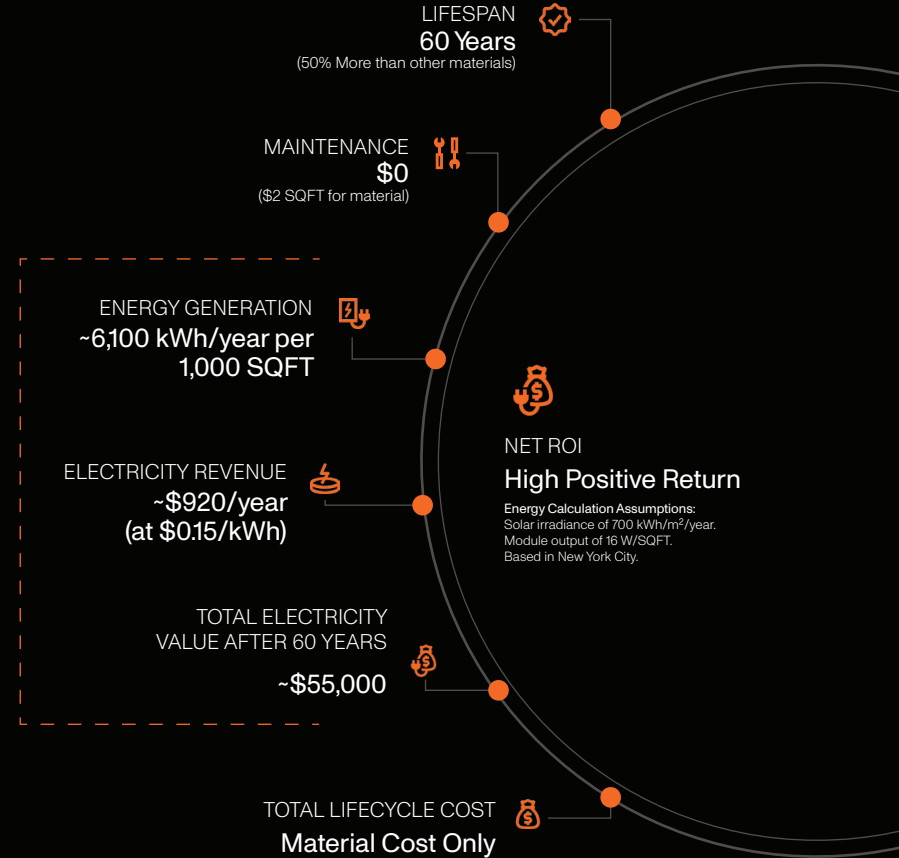 LIFESPAN
60 Years
(50% More than other materials)
MAINTENANCE
$0
($2 SQFT for material)
ENERGY GENERATION
~6,100 kWh/year per
1,000 SQFT
ELECTRICITY REVENUE
~$920/year
(at $0.15/kWh)
TOTAL ELECTRICITY
VALUE AFTER 60 YEARS
~$55,000
TOTAL LIFECYCLE COST
Material Cost Only
NET ROI
High Positive Return
Energy Calculation Assumptions:
Solar irradiance of 700 kWh/m²/year.
Module output of 16 W/SQFT.
Based in New York City.